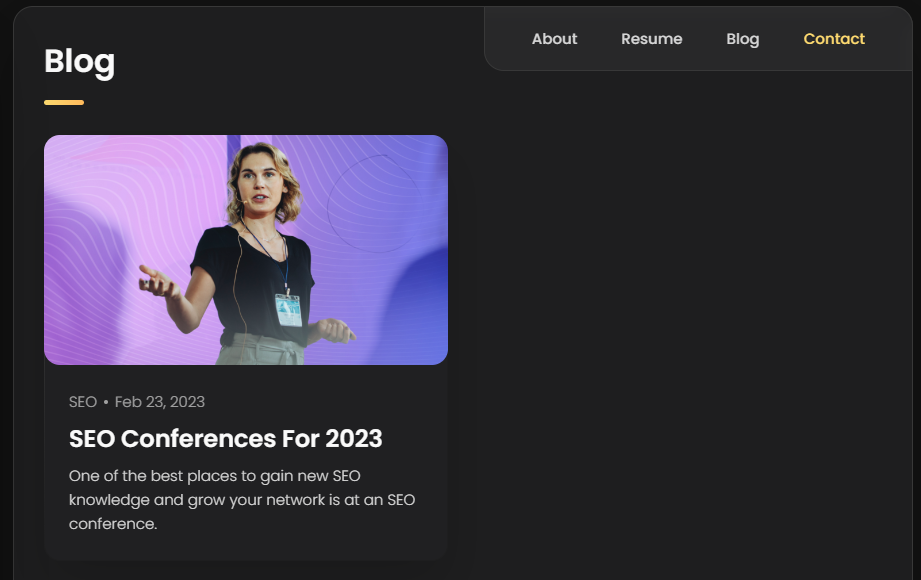 About
Resume
Blog
Contact
Blog
SEO • Feb 23, 2023
SEO Conferences For 2023
One of the best places to gain new SEO
knowledge and grow your network is at an SEO
conference.